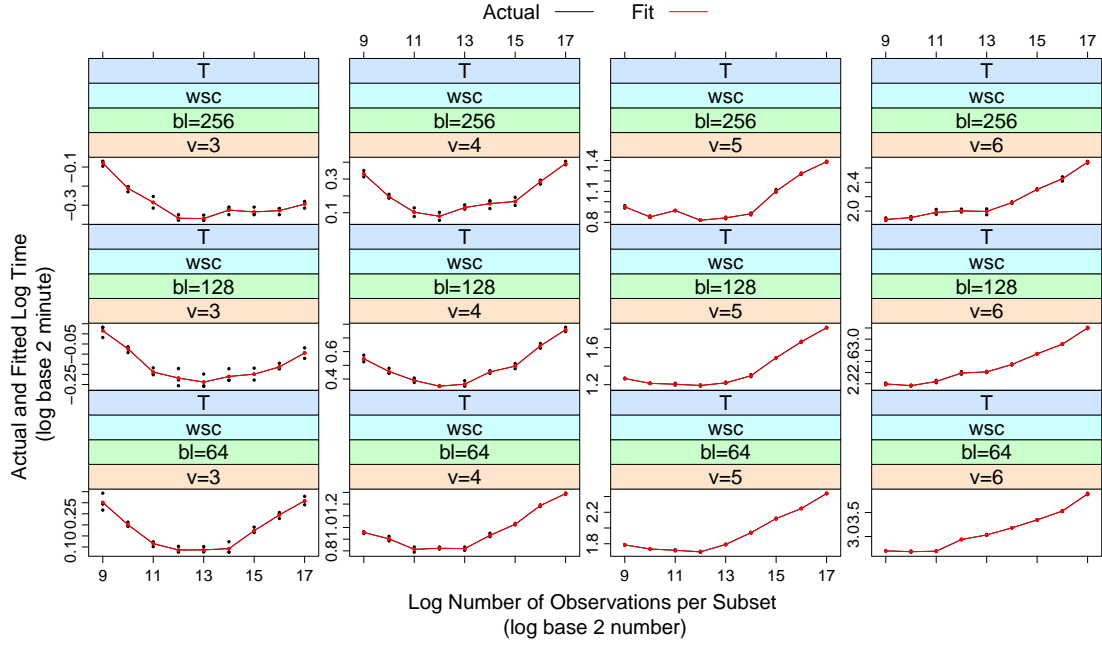 Actual Fit
9 11 13 15 17 9 11 13 15 17
T T T T
wsc wsc wsc wsc
bl=256 bl=256 bl=256 bl=256
v=3 v=4 v=5 v=6
−0.3 −0.1 0.1 0.3 0.8 1.0 1.1 1.4 2.0 2.4
T T T T
wsc wsc wsc wsc
bl=128 bl=128 bl=128 bl=128
v=3 v=4 v=5 v=6
−0.25 −0.05 0.4 0.6 1.2 1.6 2.2 2.6 3.0
T T T T
wsc wsc wsc wsc
bl=64 bl=64 bl=64 bl=64
v=3 v=4 v=5 v=6
0.10 0.25 0.8 1.0 1.2 1.8 2.2 3.0 3.5
9 11 13 15 17 9 11 13 15 17
Actual and Fitted Log Time
(log base 2 minute)
Log Number of Observations per Subset
(log base 2 number)